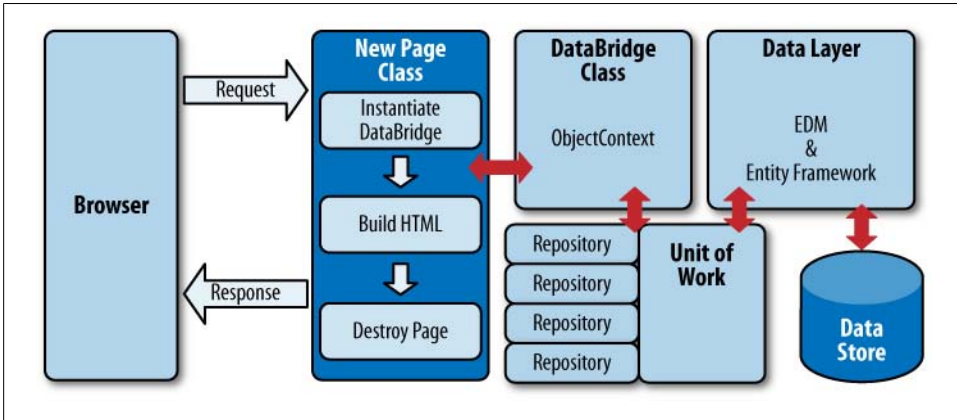 Browser
Request
Response
New Page
Class
Instantiate
DataBridge
Build HTML
Destroy Page
DataBridge
Class
ObjectContext
Repository
Repository
Repository
Repository
Unit of
Work
Data Layer
EDM
&
Entity Framework
Data
Store